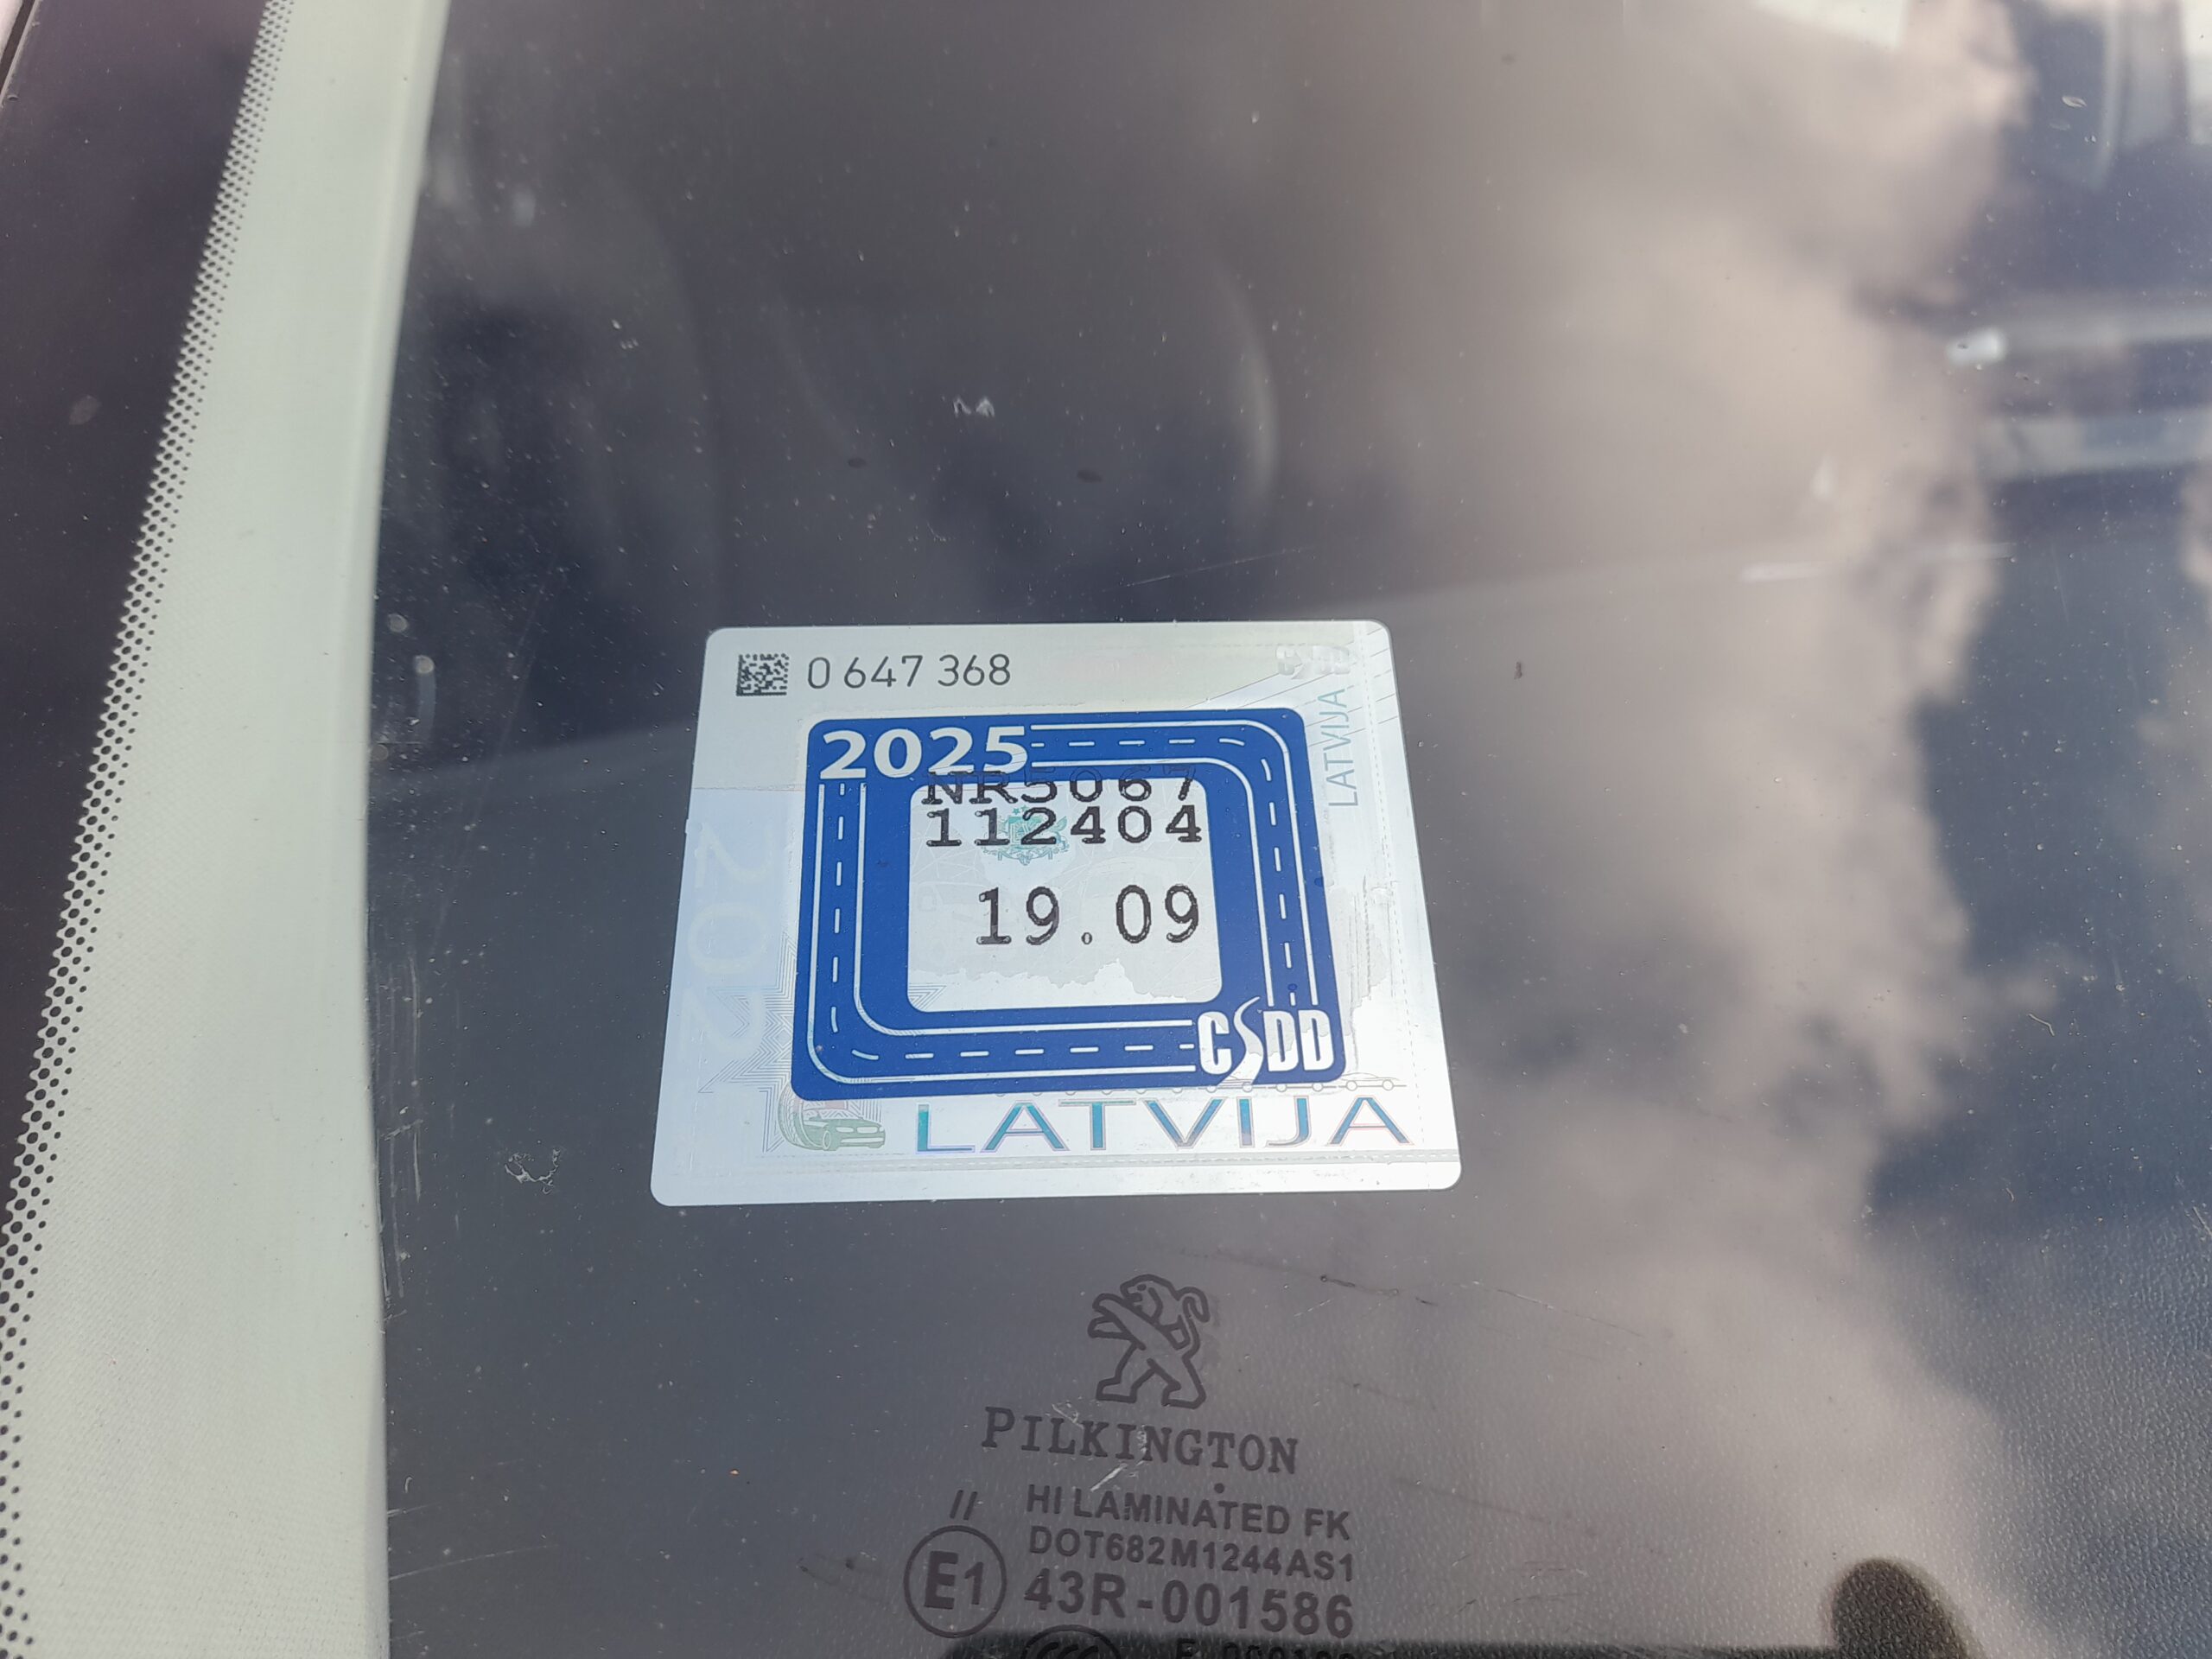 0 647 368
CSDD
LATVIJA
2025
NR5067
112404
19.09
CSDD
LATVIJA
PILKINGTON
// HI LAMINATED FK
DOT682M1244AS1
E1 43R-001586